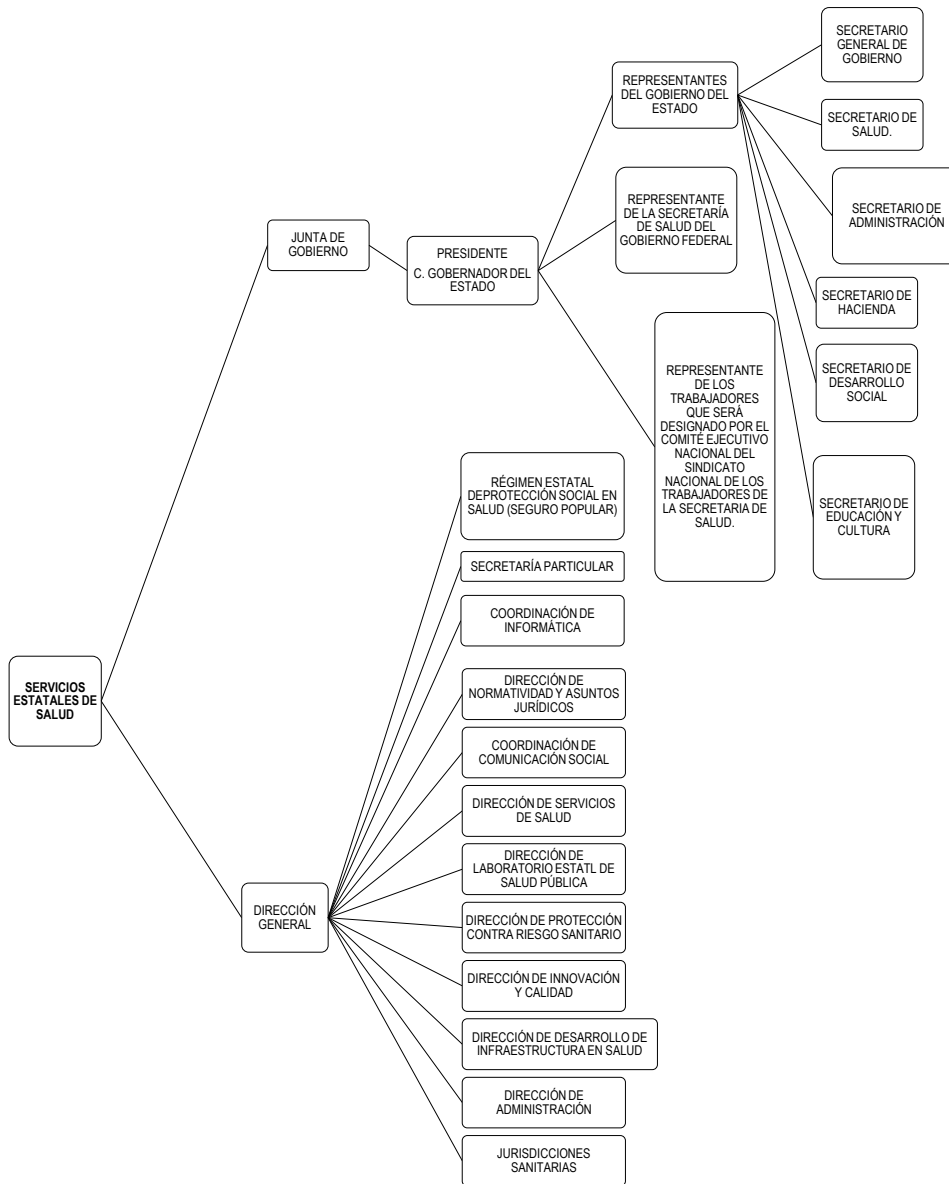 SERVICIOS
ESTATALES DE
SALUD
JUNTA DE
GOBIERNO
PRESIDENTE
C. GOBERNADOR DEL
ESTADO
REPRESENTANTES
DEL GOBIERNO DEL
ESTADO
SECRETARIO
GENERAL DE
GOBIERNO
SECRETARIO DE
SALUD.
SECRETARIO DE
ADMINISTRACIÓN
SECRETARIO DE
HACIENDA
SECRETARIO DE
DESARROLLO
SOCIAL
SECRETARIO DE
EDUCACIÓN Y
CULTURA
REPRESENTANTE
DE LA SECRETARÍA
DE SALUD DEL
GOBIERNO FEDERAL
REPRESENTANTE
DE LOS
TRABAJADORES
QUE SERÁ
DESIGNADO POR EL
COMITÉ EJECUTIVO
NACIONAL DEL
SINDICATO
NACIONAL DE LOS
TRABAJADORES DE
LA SECRETARIA DE
SALUD.
DIRECCIÓN
GENERAL
RÉGIMEN ESTATAL
DEPROTECCIÓN SOCIAL EN
SALUD (SEGURO POPULAR)
SECRETARÍA PARTICULAR
COORDINACIÓN DE
INFORMÁTICA
DIRECCIÓN DE
NORMATIVIDAD Y ASUNTOS
JURÍDICOS
COORDINACIÓN DE
COMUNICACIÓN SOCIAL
DIRECCIÓN DE SERVICIOS
DE SALUD
DIRECCIÓN DE
LABORATORIO ESTATL DE
SALUD PÚBLICA
DIRECCIÓN DE PROTECCIÓN
CONTRA RIESGO SANITARIO
DIRECCIÓN DE INNOVACIÓN
Y CALIDAD
DIRECCIÓN DE DESARROLLO DE
INFRAESTRUCTURA EN SALUD
DIRECCIÓN DE
ADMINISTRACIÓN
JURISDICCIONES
SANITARIAS